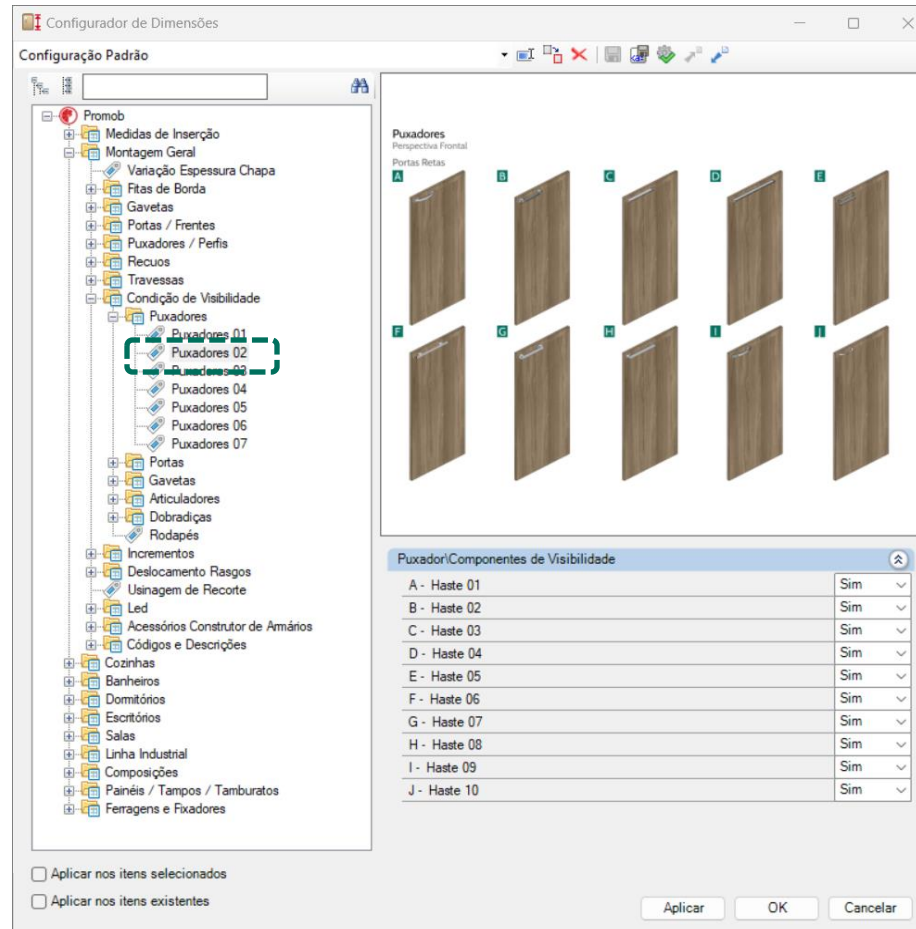 Configurador de Dimensões
Configuração Padrão
Promob
Medidas de Inserção
Montagem Geral
Variação Espessura Chapa
Fitas de Borda
Gavetas
Portas / Frentes
Puxadores / Perfis
Recuos
Travessas
Condição de Visibilidade
Puxadores
Puxadores 01
Puxadores 02
Puxadores 03
Puxadores 04
Puxadores 05
Puxadores 06
Puxadores 07
Portas
Gavetas
Articuladores
Dobradiças
Rodapés
Incrementos
Deslocamento Rasgos
Usinagem de Recorte
Led
Acessórios Construtor de Armários
Códigos e Descrições
Cozinhas
Banheiros
Dormitórios
Escritórios
Salas
Linha Industrial
Composições
Painéis / Tampos / Tamburatos
Ferragens e Fixadores
Puxadores
Perspectiva Frontal
Portas Retas
A B C D E
F G H I J
Puxador\Componentes de Visibilidade
A - Haste 01 Sim
B - Haste 02 Sim
C - Haste 03 Sim
D - Haste 04 Sim
E - Haste 05 Sim
F - Haste 06 Sim
G - Haste 07 Sim
H - Haste 08 Sim
I - Haste 09 Sim
J - Haste 10 Sim
Aplicar nos itens selecionados
Aplicar nos itens existentes
Aplicar OK Cancelar